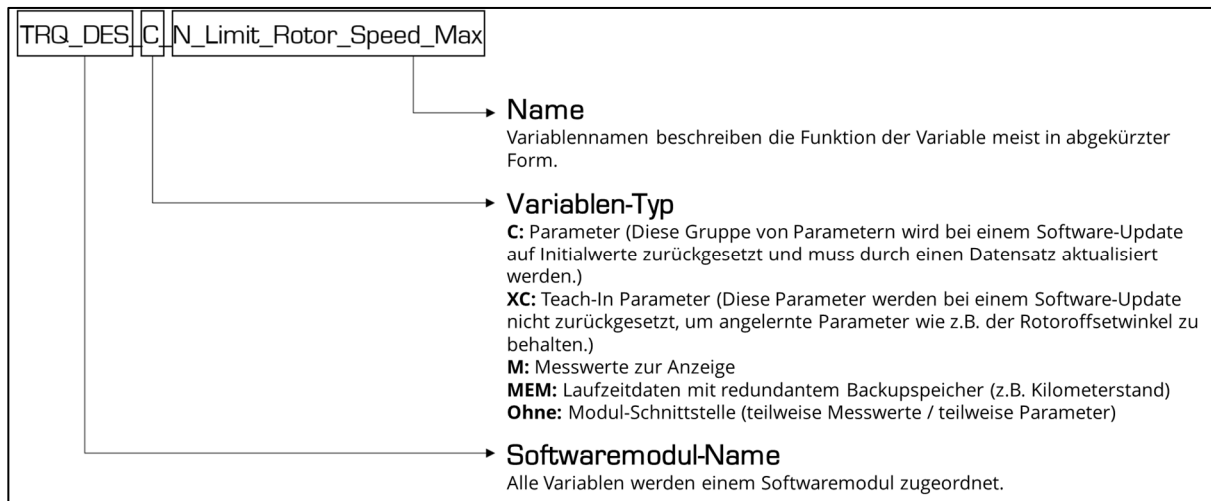 TRQ_DES_C_N_Limit_Rotor_Speed_Max
Name
Variablennamen beschreiben die Funktion der Variable meist in abgekürzter
Form.
Variablen-Typ
C: Parameter (Diese Gruppe von Parametern wird bei einem Software-Update
auf Initialwerte zurückgesetzt und muss durch einen Datensatz aktualisiert
werden.)
XC: Teach-In Parameter (Diese Parameter werden bei einem Software-Update
nicht zurückgesetzt, um angelernte Parameter wie z.B. der Rotoroffsetwinkel zu
behalten.)
M: Messwerte zur Anzeige
MEM: Laufzeitdaten mit redundantem Backupspeicher (z.B. Kilometerstand)
Ohne: Modul-Schnittstelle (teilweise Messwerte / teilweise Parameter)
Softwaremodul-Name
Alle Variablen werden einem Softwaremodul zugeordnet.